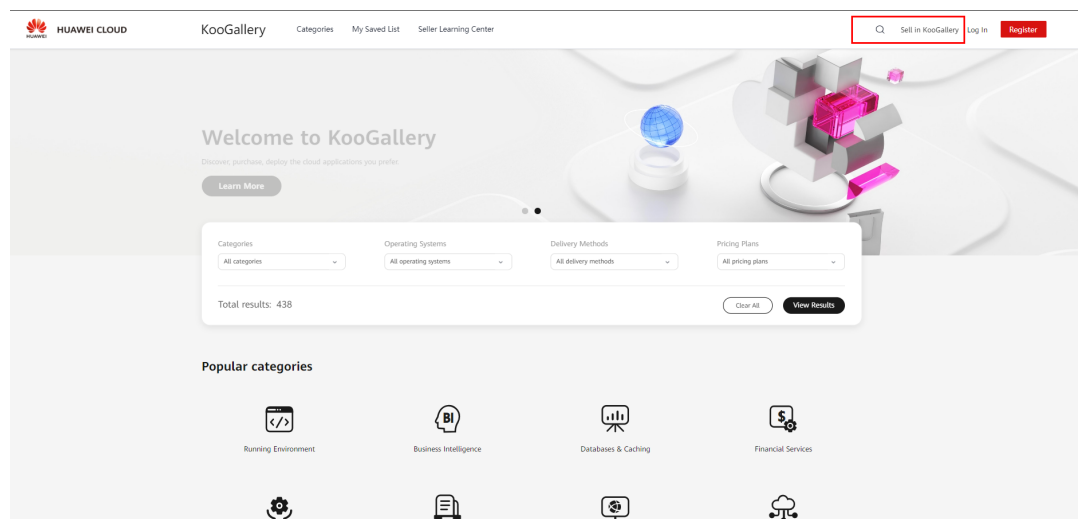 HUAWEI
HUAWEI CLOUD
KooGallery
Categories
My Saved List
Seller Learning Center
Sell in KooGallery
Log In
Register
Welcome to KooGallery
Discover, purchase, deploy the cloud applications you prefer
Learn More
Categories
Operating Systems
Delivery Methods
Pricing Plans
All categories
All operating systems
All delivery methods
All pricing plans
Total results: 438
Clear All
View Results
Popular categories
</>
BI
$
Running Environment
Business Intelligence
Databases & Caching
Financial Services